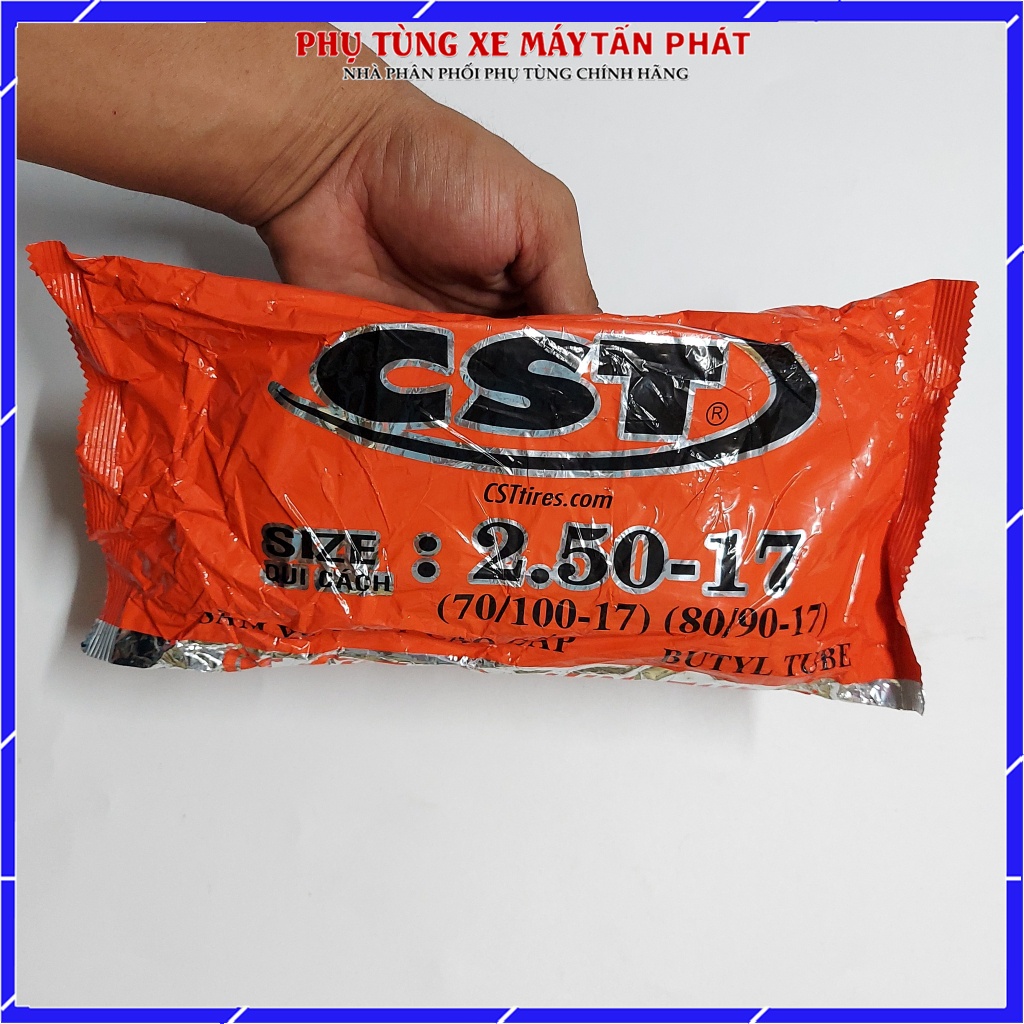 PHỤ TÙNG XE MÁY TẤN PHÁT
NHÀ PHÂN PHỐI PHỤ TÙNG CHÍNH HÃNG
CST®
CSTtires.com
SIZE : 2.50-17
QUI CÁCH
(70/100-17) (80/90-17)
BUTYL TUBE